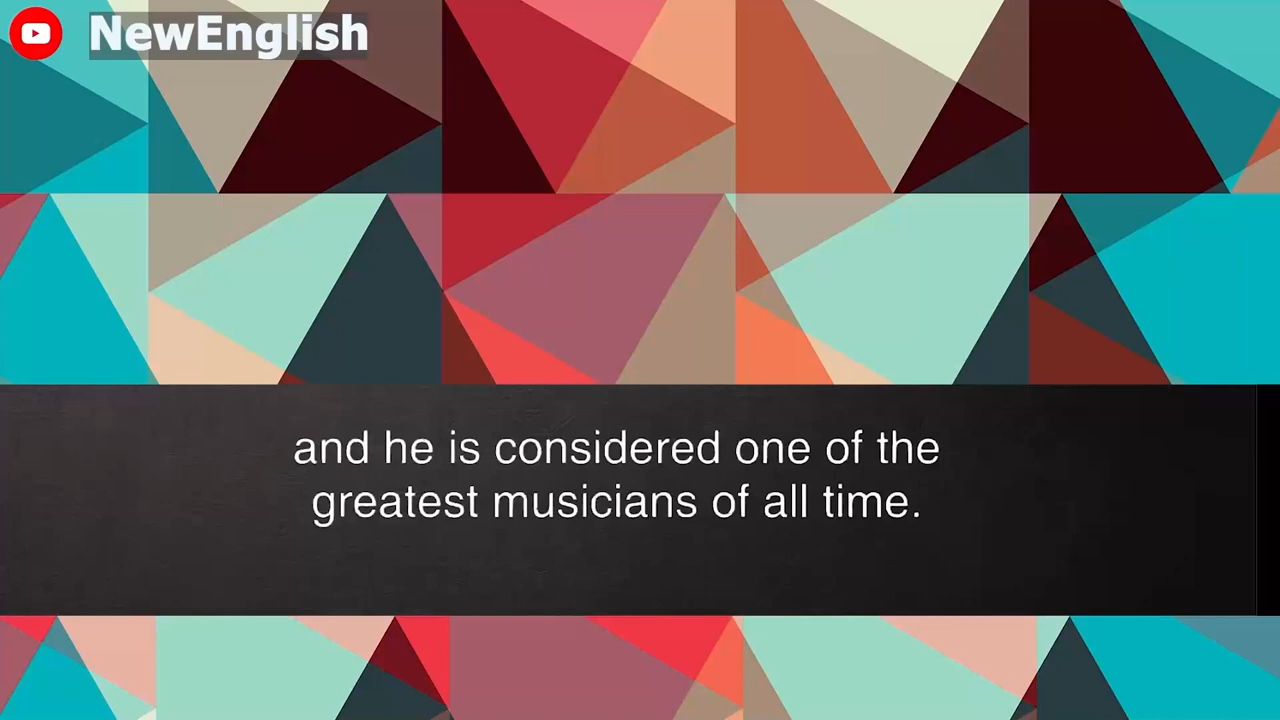 NewEnglish
and he is considered one of the
greatest musicians of all time.